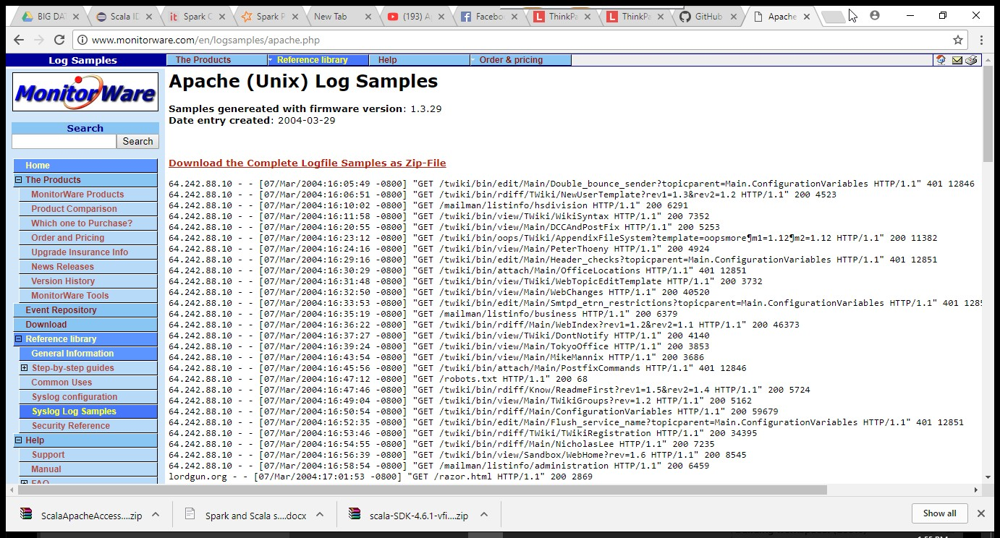 BIG DAT
Scala ID
Spark C
Spark P
New Tab
(193) A
Facebo
ThinkPa
ThinkPa
GitHub
Apache
www.monitorware.com/en/logsamples/apache.php
Log Samples
The Products
Reference library
Help
Order & pricing
MonitorWare
Search
Search
Home
The Products
MonitorWare Products
Product Comparison
Which one to Purchase?
Order and Pricing
Upgrade Insurance Info
News Releases
Version History
MonitorWare Tools
Event Repository
Download
Reference library
General Information
Step-by-step guides
Common Uses
Syslog configuration
Syslog Log Samples
Security Reference
Help
Support
Manual
FAQ
Apache (Unix) Log Samples
Samples genereated with firmware version: 1.3.29
Date entry created: 2004-03-29
Download the Complete Logfile Samples as Zip-File
64.242.88.10 - - [07/Mar/2004:16:05:49 -0800] "GET /twiki/bin/edit/Main/Double_bounce_sender?topicparent=Main.ConfigurationVariables HTTP/1.1" 401 12846
64.242.88.10 - - [07/Mar/2004:16:06:51 -0800] "GET /twiki/bin/rdiff/TWiki/NewUserTemplate?rev1=1.3&rev2=1.2 HTTP/1.1" 200 4523
64.242.88.10 - - [07/Mar/2004:16:10:02 -0800] "GET /mailman/listinfo/hsdivision HTTP/1.1" 200 6291
64.242.88.10 - - [07/Mar/2004:16:11:58 -0800] "GET /twiki/bin/view/TWiki/WikiSyntax HTTP/1.1" 200 7352
64.242.88.10 - - [07/Mar/2004:16:20:55 -0800] "GET /twiki/bin/view/Main/DCCAndPostFix HTTP/1.1" 200 5253
64.242.88.10 - - [07/Mar/2004:16:23:12 -0800] "GET /twiki/bin/oops/TWiki/AppendixFileSystem?template=oopsmore¶m1=1.12¶m2=1.12 HTTP/1.1" 200 11382
64.242.88.10 - - [07/Mar/2004:16:24:16 -0800] "GET /twiki/bin/view/Main/PeterThoeny HTTP/1.1" 200 4924
64.242.88.10 - - [07/Mar/2004:16:29:16 -0800] "GET /twiki/bin/edit/Main/Header_checks?topicparent=Main.ConfigurationVariables HTTP/1.1" 401 12851
64.242.88.10 - - [07/Mar/2004:16:30:29 -0800] "GET /twiki/bin/attach/Main/OfficeLocations HTTP/1.1" 401 12851
64.242.88.10 - - [07/Mar/2004:16:31:48 -0800] "GET /twiki/bin/view/TWiki/WebTopicEditTemplate HTTP/1.1" 200 3732
64.242.88.10 - - [07/Mar/2004:16:32:50 -0800] "GET /twiki/bin/view/Main/WebChanges HTTP/1.1" 200 40520
64.242.88.10 - - [07/Mar/2004:16:33:53 -0800] "GET /twiki/bin/edit/Main/Smtpd_etrn_restrictions?topicparent=Main.ConfigurationVariables HTTP/1.1" 401 1285
64.242.88.10 - - [07/Mar/2004:16:35:19 -0800] "GET /mailman/listinfo/business HTTP/1.1" 200 6379
64.242.88.10 - - [07/Mar/2004:16:36:22 -0800] "GET /twiki/bin/rdiff/Main/WebIndex?rev1=1.2&rev2=1.1 HTTP/1.1" 200 46373
64.242.88.10 - - [07/Mar/2004:16:37:27 -0800] "GET /twiki/bin/view/TWiki/DontNotify HTTP/1.1" 200 4140
64.242.88.10 - - [07/Mar/2004:16:39:24 -0800] "GET /twiki/bin/view/Main/TokyoOffice HTTP/1.1" 200 3853
64.242.88.10 - - [07/Mar/2004:16:43:54 -0800] "GET /twiki/bin/view/Main/MikeMannix HTTP/1.1" 200 3686
64.242.88.10 - - [07/Mar/2004:16:45:56 -0800] "GET /twiki/bin/attach/Main/PostfixCommands HTTP/1.1" 401 12846
64.242.88.10 - - [07/Mar/2004:16:47:12 -0800] "GET /robots.txt HTTP/1.1" 200 68
64.242.88.10 - - [07/Mar/2004:16:47:46 -0800] "GET /twiki/bin/rdiff/Know/ReadmeFirst?rev1=1.5&rev2=1.4 HTTP/1.1" 200 5724
64.242.88.10 - - [07/Mar/2004:16:49:04 -0800] "GET /twiki/bin/view/Main/TWikiGroups?rev=1.2 HTTP/1.1" 200 5162
64.242.88.10 - - [07/Mar/2004:16:50:54 -0800] "GET /twiki/bin/rdiff/Main/ConfigurationVariables HTTP/1.1" 200 59679
64.242.88.10 - - [07/Mar/2004:16:52:35 -0800] "GET /twiki/bin/edit/Main/Flush_service_name?topicparent=Main.ConfigurationVariables HTTP/1.1" 401 12851
64.242.88.10 - - [07/Mar/2004:16:53:46 -0800] "GET /twiki/bin/rdiff/TWiki/TWikiRegistration HTTP/1.1" 200 34395
64.242.88.10 - - [07/Mar/2004:16:54:55 -0800] "GET /twiki/bin/rdiff/Main/NicholasLee HTTP/1.1" 200 7235
64.242.88.10 - - [07/Mar/2004:16:56:39 -0800] "GET /twiki/bin/view/Sandbox/WebHome?rev=1.6 HTTP/1.1" 200 8545
64.242.88.10 - - [07/Mar/2004:16:58:54 -0800] "GET /mailman/listinfo/administration HTTP/1.1" 200 6459
lordgun.org - - [07/Mar/2004:17:01:53 -0800] "GET /razor.html HTTP/1.1" 200 2869
ScalaApacheAccess....zip
Spark and Scala s....docx
scala-SDK-4.6.1-vfi....zip
Show all
1:55 PM